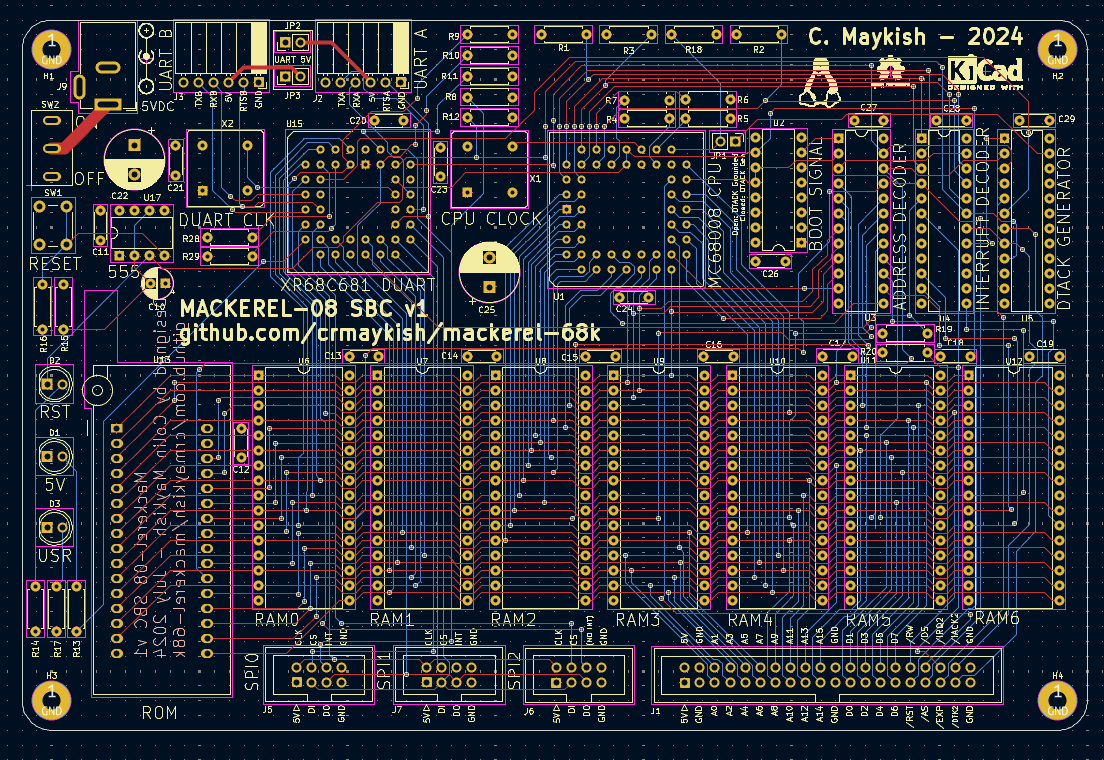 C. Maykish – 2024
1
GND
H1
J9
5VDC
UART B
J3
TXB
RXB
5V
RTSB
GND
JP2
UART 5V
JP3
UART A
J2
TXA
RXA
5V
RTSA
GND
R9
R10
R11
R8
R12
R1
R3
R18
R2
R7
R6
R4
R5
KiCad
DESIGNED WITH
1
GND
H2
SW2
ON
OFF
SW1
C22
C21
X2
DUART CLK
U15
C20
XR68C681 DUART
C23
X1
CPU CLOCK
C25
U1
MC68008 CPU
JP1
Open: DTACK Grounded
C24
U2
BOOT SIGNAL
C26
C27
ADDRESS DECODER
U3
C28
INTERRUPT DECODER
U4
C29
DTACK GENERATOR
U5
RESET
C11
U17
555
R28
R29
R16
R15
MACKEREL-08 SBC v1
github.com/crmaykish/mackerel-68k
R19
R20
D2
RST
D1
5V
D3
USR
R14
R17
R13
ROM
github.com/crmaykish/mackerel-68k
Designed by Colin Maykish - July 2024
Mackerel-08 SBC v1
C12
C13
U6
RAM0
C14
U7
RAM1
U8
RAM2
C15
U9
RAM3
C16
U10
RAM4
U11
RAM5
C18
U12
RAM6
C19
1
GND
H3
SPI0
J5
CLK
CS
INT
GND
5V
DI
DO
GND
SPI1
J7
CLK
CS
INT
GND
5V
DI
DO
GND
SPI2
J6
CLK
CS
(NO INT)
GND
5V
DI
DO
GND
J1
5V
GND
A1
A3
A5
A7
A9
A11
A13
A15
GND
D1
D3
D5
D7
/RW
/DS
/IRQ2
/IACK2
GND
5V
GND
A0
A2
A4
A6
A8
A10
A12
A14
GND
D0
D2
D4
D6
/RST
/AS
/EXP
/DTK2
GND
1
GND
H4